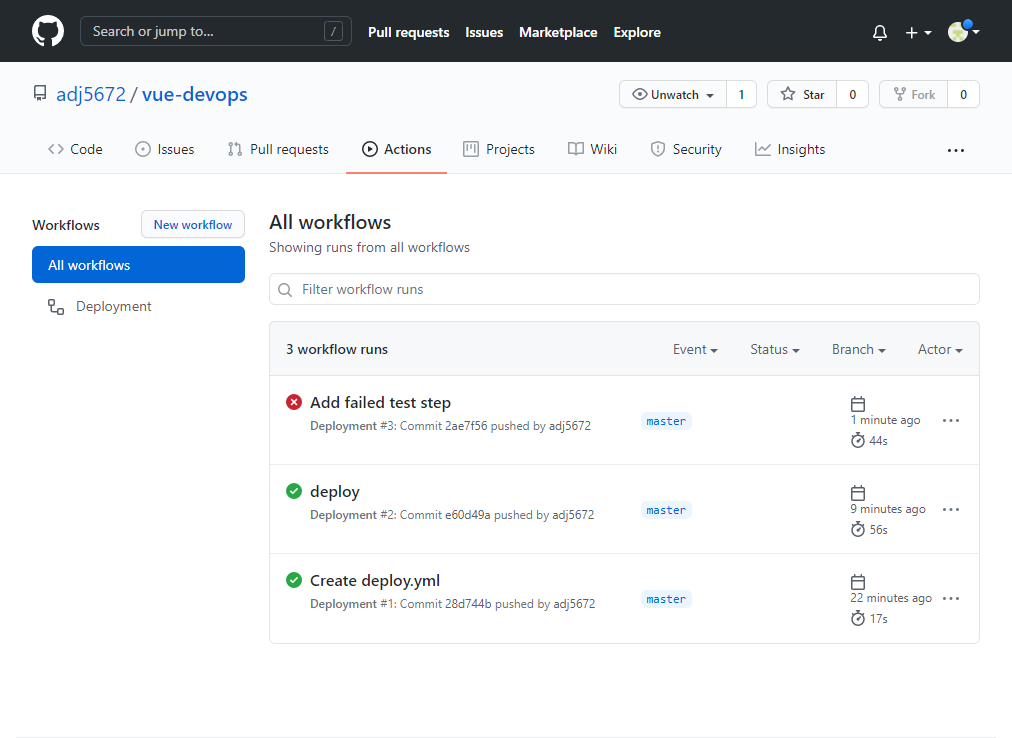 Search or jump to... / Pull requests Issues Marketplace Explore
adj5672 / vue-devops Unwatch 1 Star 0 Fork 0
Code Issues Pull requests Actions Projects Wiki Security Insights
Workflows New workflow
All workflows
Deployment
All workflows
Showing runs from all workflows
Filter workflow runs
3 workflow runs Event Status Branch Actor
Add failed test step
Deployment #3: Commit 2ae7f56 pushed by adj5672
master
1 minute ago
44s
deploy
Deployment #2: Commit e60d49a pushed by adj5672
master
9 minutes ago
56s
Create deploy.yml
Deployment #1: Commit 28d744b pushed by adj5672
master
22 minutes ago
17s